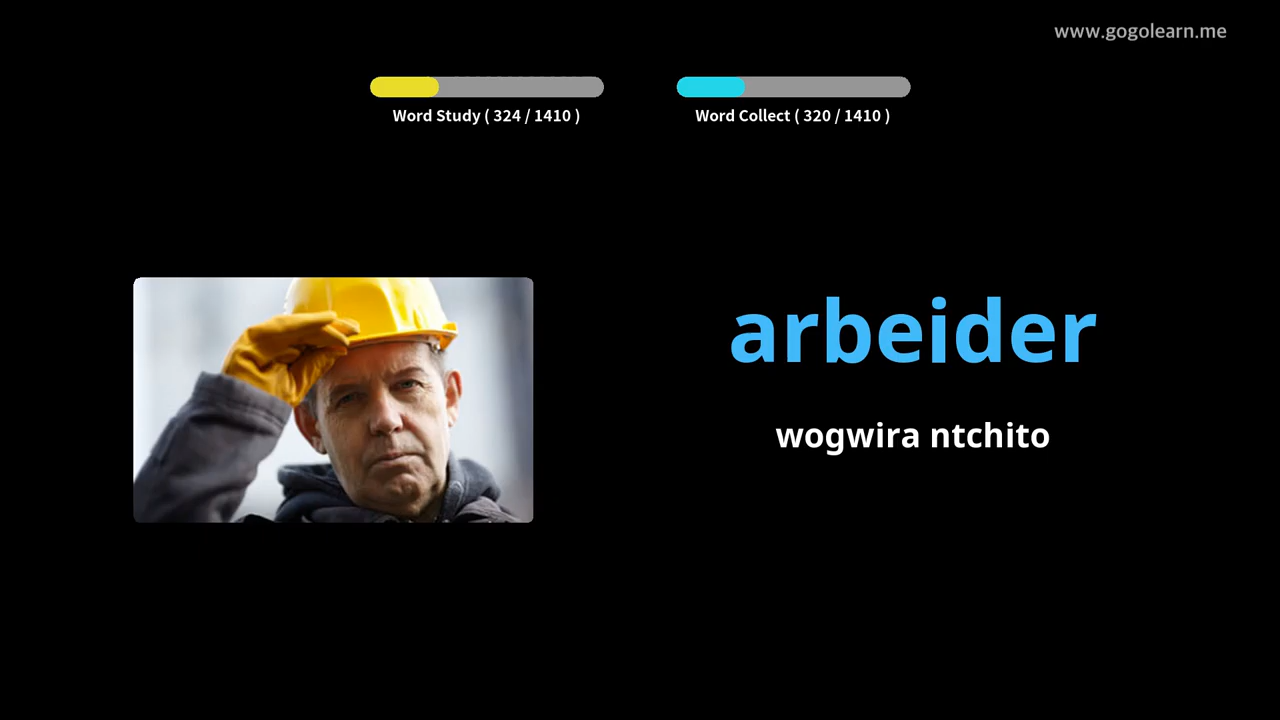 www.gogolearn.me
Word Study ( 324 / 1410 )
Word Collect ( 320 / 1410 )
arbeider
wogwira ntchito